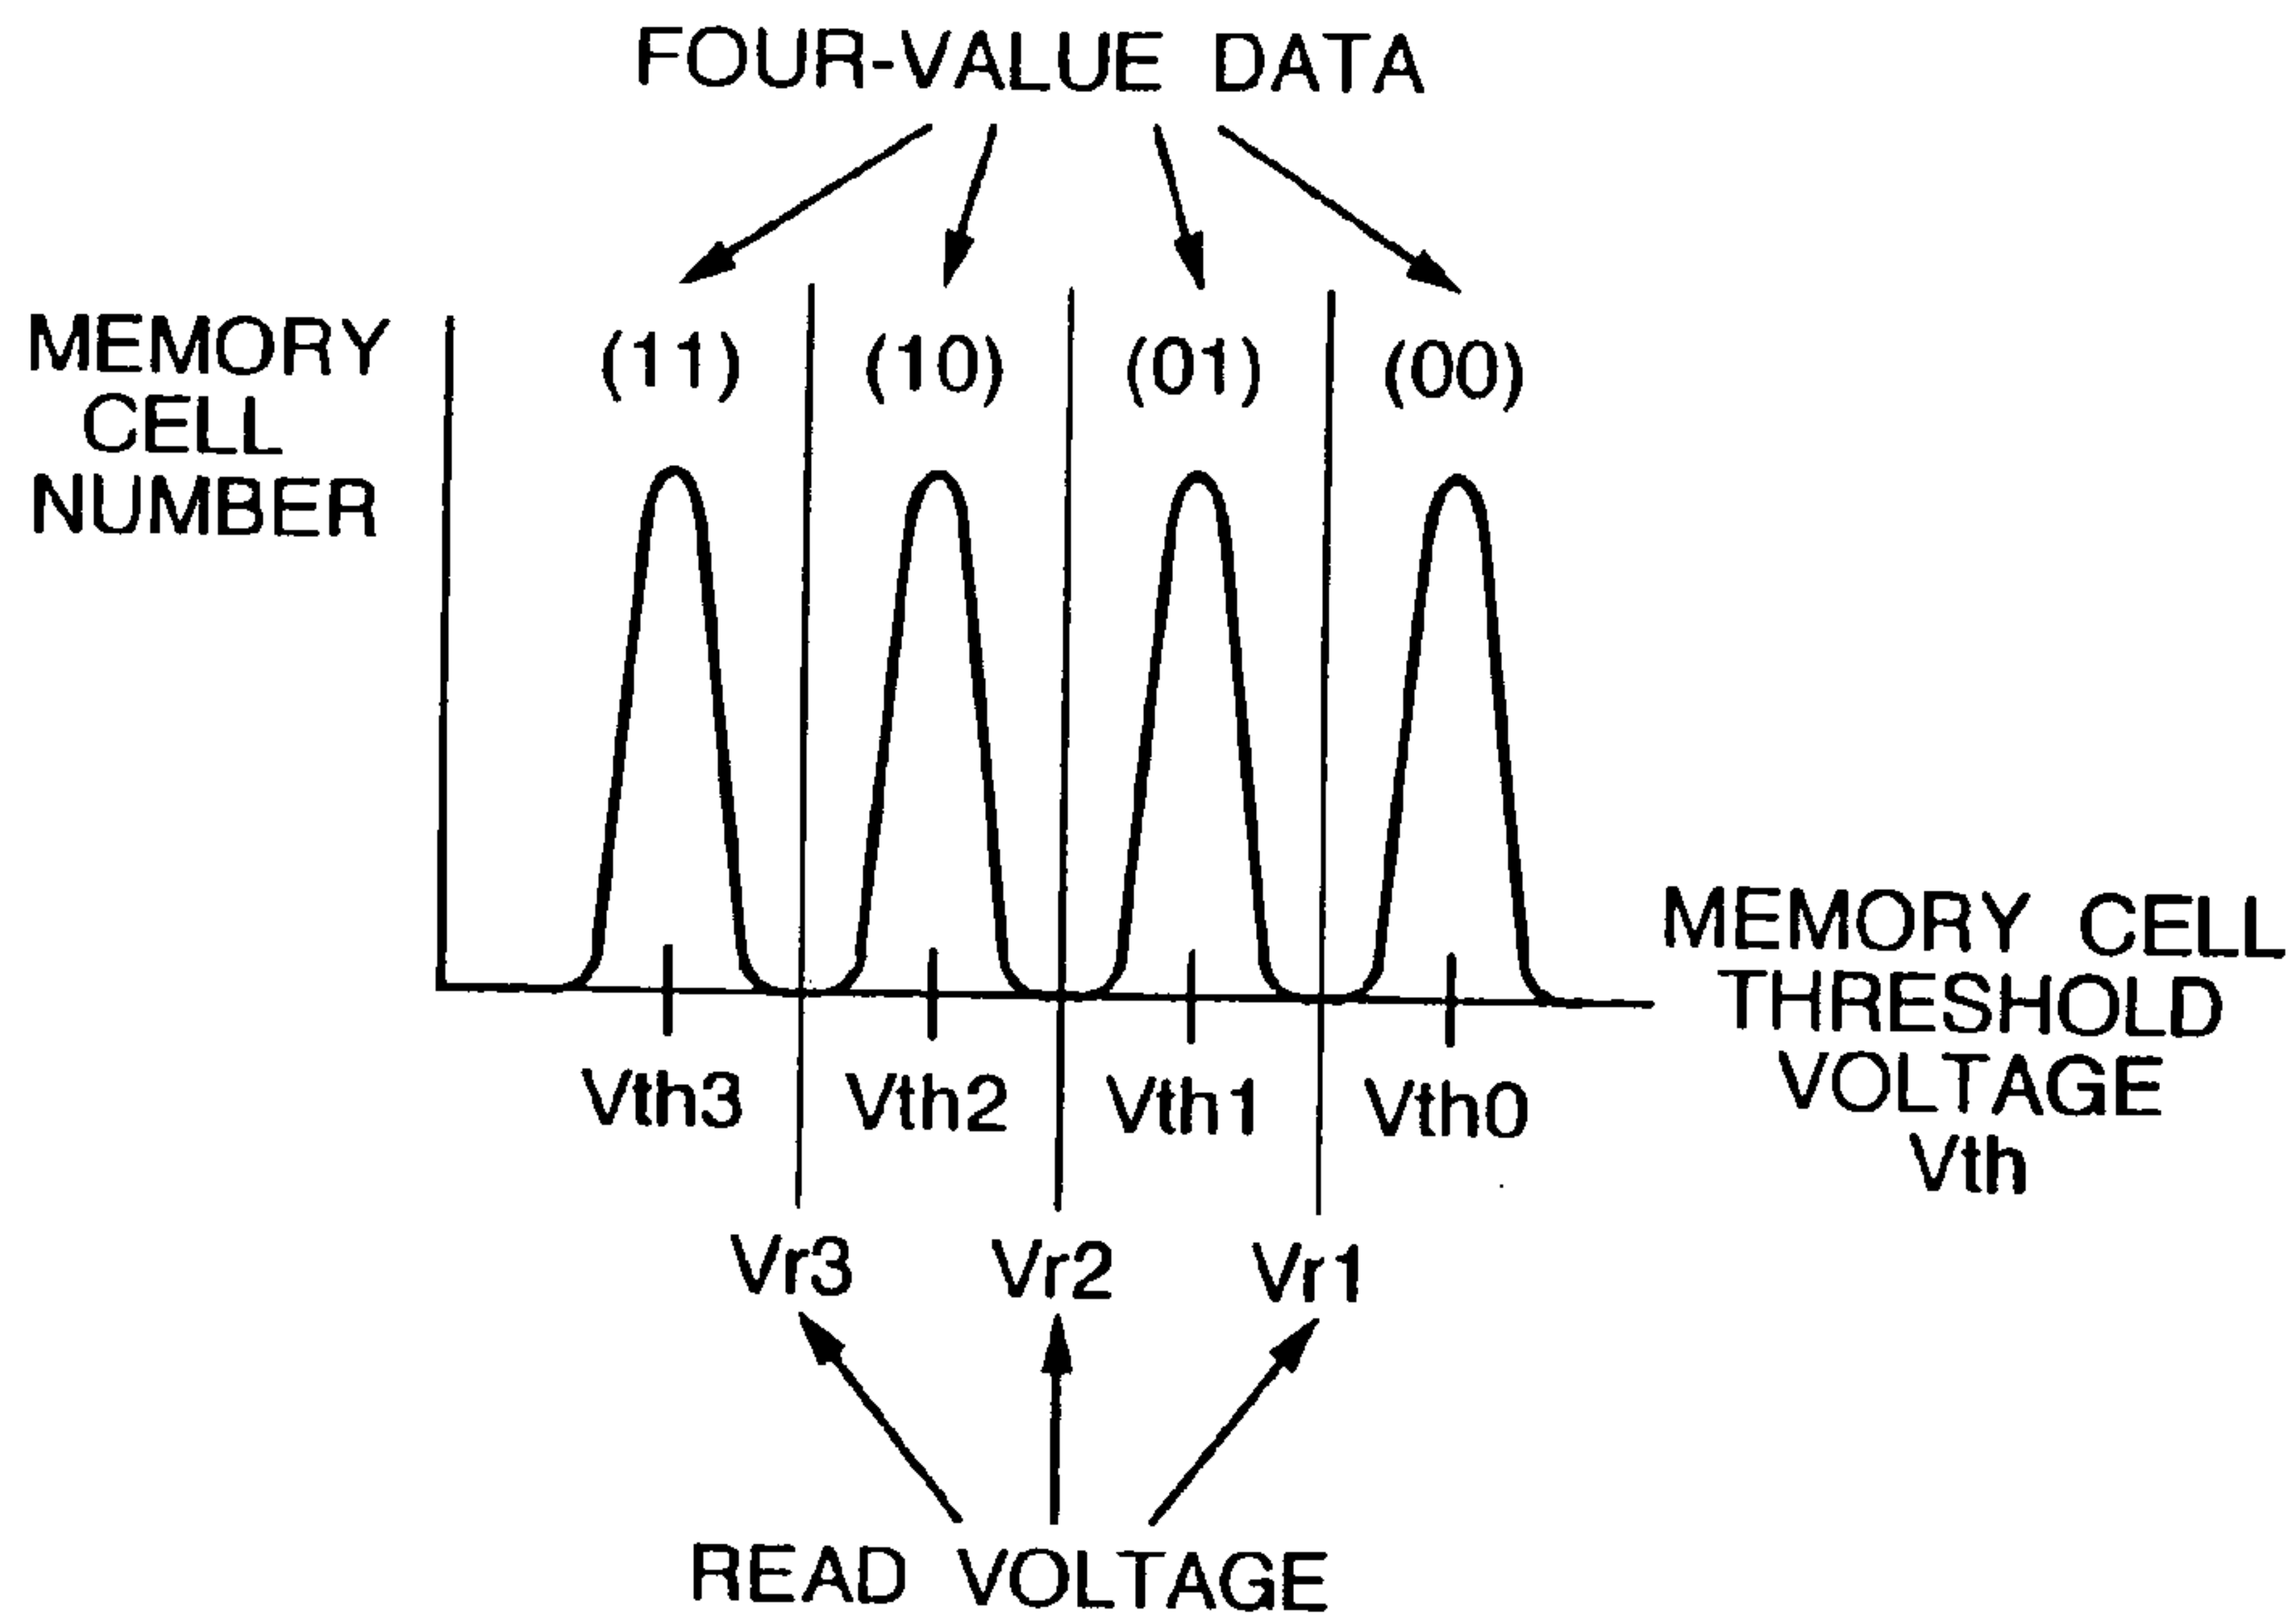 FOUR-VALUE DATA
MEMORY
CELL
NUMBER
(11) (10) (01) (00)
MEMORY CELL
THRESHOLD
VOLTAGE
Vth
Vth3 Vth2 Vth1 Vth0
Vr3 Vr2 Vr1
READ VOLTAGE